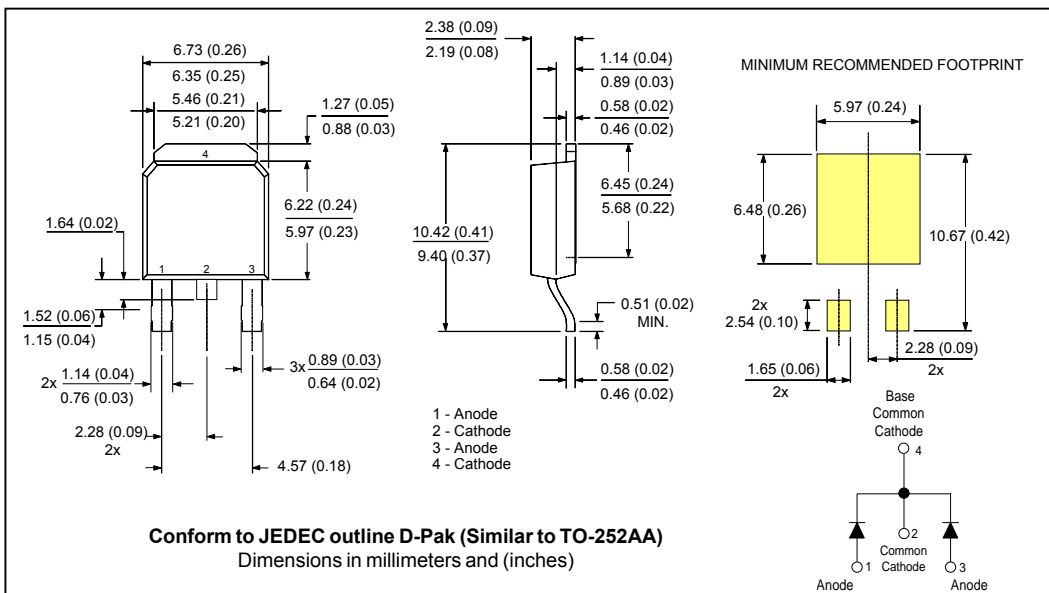 6.73 (0.26)
6.35 (0.25)
5.46 (0.21)
5.21 (0.20)
1.27 (0.05)
0.88 (0.03)
4
6.22 (0.24)
5.97 (0.23)
1.64 (0.02)
1
2
3
1.52 (0.06)
1.15 (0.04)
2x 1.14 (0.04)
0.76 (0.03)
3x 0.89 (0.03)
0.64 (0.02)
2.28 (0.09)
2x
4.57 (0.18)
2.38 (0.09)
2.19 (0.08)
1.14 (0.04)
0.89 (0.03)
0.58 (0.02)
0.46 (0.02)
6.45 (0.24)
5.68 (0.22)
10.42 (0.41)
9.40 (0.37)
0.51 (0.02)
MIN.
0.58 (0.02)
0.46 (0.02)
1 - Anode
2 - Cathode
3 - Anode
4 - Cathode
MINIMUM RECOMMENDED FOOTPRINT
5.97 (0.24)
6.48 (0.26)
10.67 (0.42)
2x
2.54 (0.10)
1.65 (0.06)
2x
2.28 (0.09)
2x
Base
Common
Cathode
4
2
Common
Cathode
1
3
Anode
Anode
Conform to JEDEC outline D-Pak (Similar to TO-252AA)
Dimensions in millimeters and (inches)